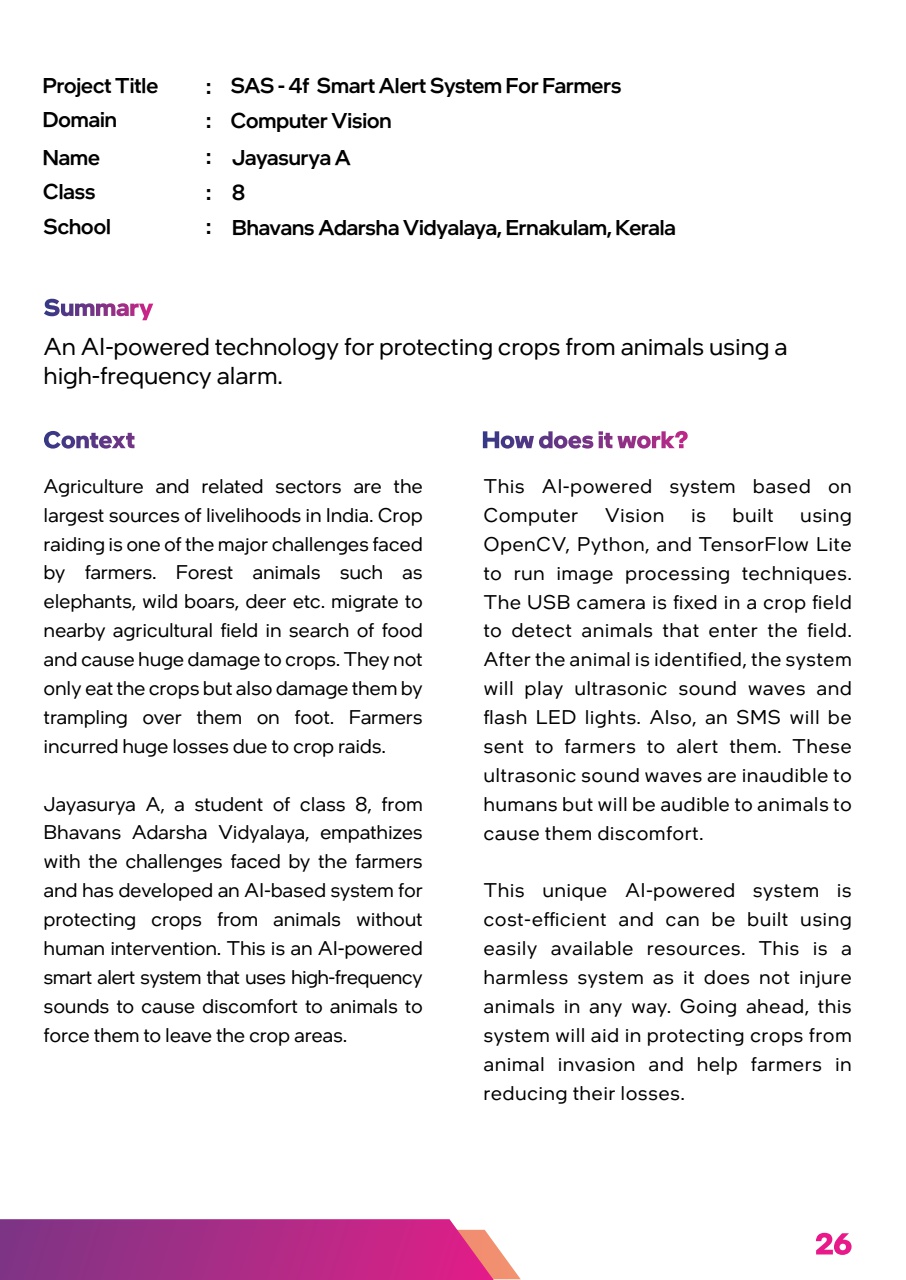 Project Title : SAS - 4f Smart Alert System For Farmers
Domain : Computer Vision
Name : Jayasurya A
Class : 8
School : Bhavans Adarsha Vidyalaya, Ernakulam, Kerala
Summary
An AI-powered technology for protecting crops from animals using a
high-frequency alarm.
Context
Agriculture and related sectors are the
largest sources of livelihoods in India. Crop
raiding is one of the major challenges faced
by farmers. Forest animals such as
elephants, wild boars, deer etc. migrate to
nearby agricultural field in search of food
and cause huge damage to crops. They not
only eat the crops but also damage them by
trampling over them on foot. Farmers
incurred huge losses due to crop raids.
Jayasurya A, a student of class 8, from
Bhavans Adarsha Vidyalaya, empathizes
with the challenges faced by the farmers
and has developed an AI-based system for
protecting crops from animals without
human intervention. This is an AI-powered
smart alert system that uses high-frequency
sounds to cause discomfort to animals to
force them to leave the crop areas.
How does it work?
This AI-powered system based on
Computer Vision is built using
OpenCV, Python, and TensorFlow Lite
to run image processing techniques.
The USB camera is fixed in a crop field
to detect animals that enter the field.
After the animal is identified, the system
will play ultrasonic sound waves and
flash LED lights. Also, an SMS will be
sent to farmers to alert them. These
ultrasonic sound waves are inaudible to
humans but will be audible to animals to
cause them discomfort.
This unique AI-powered system is
cost-efficient and can be built using
easily available resources. This is a
harmless system as it does not injure
animals in any way. Going ahead, this
system will aid in protecting crops from
animal invasion and help farmers in
reducing their losses.
26